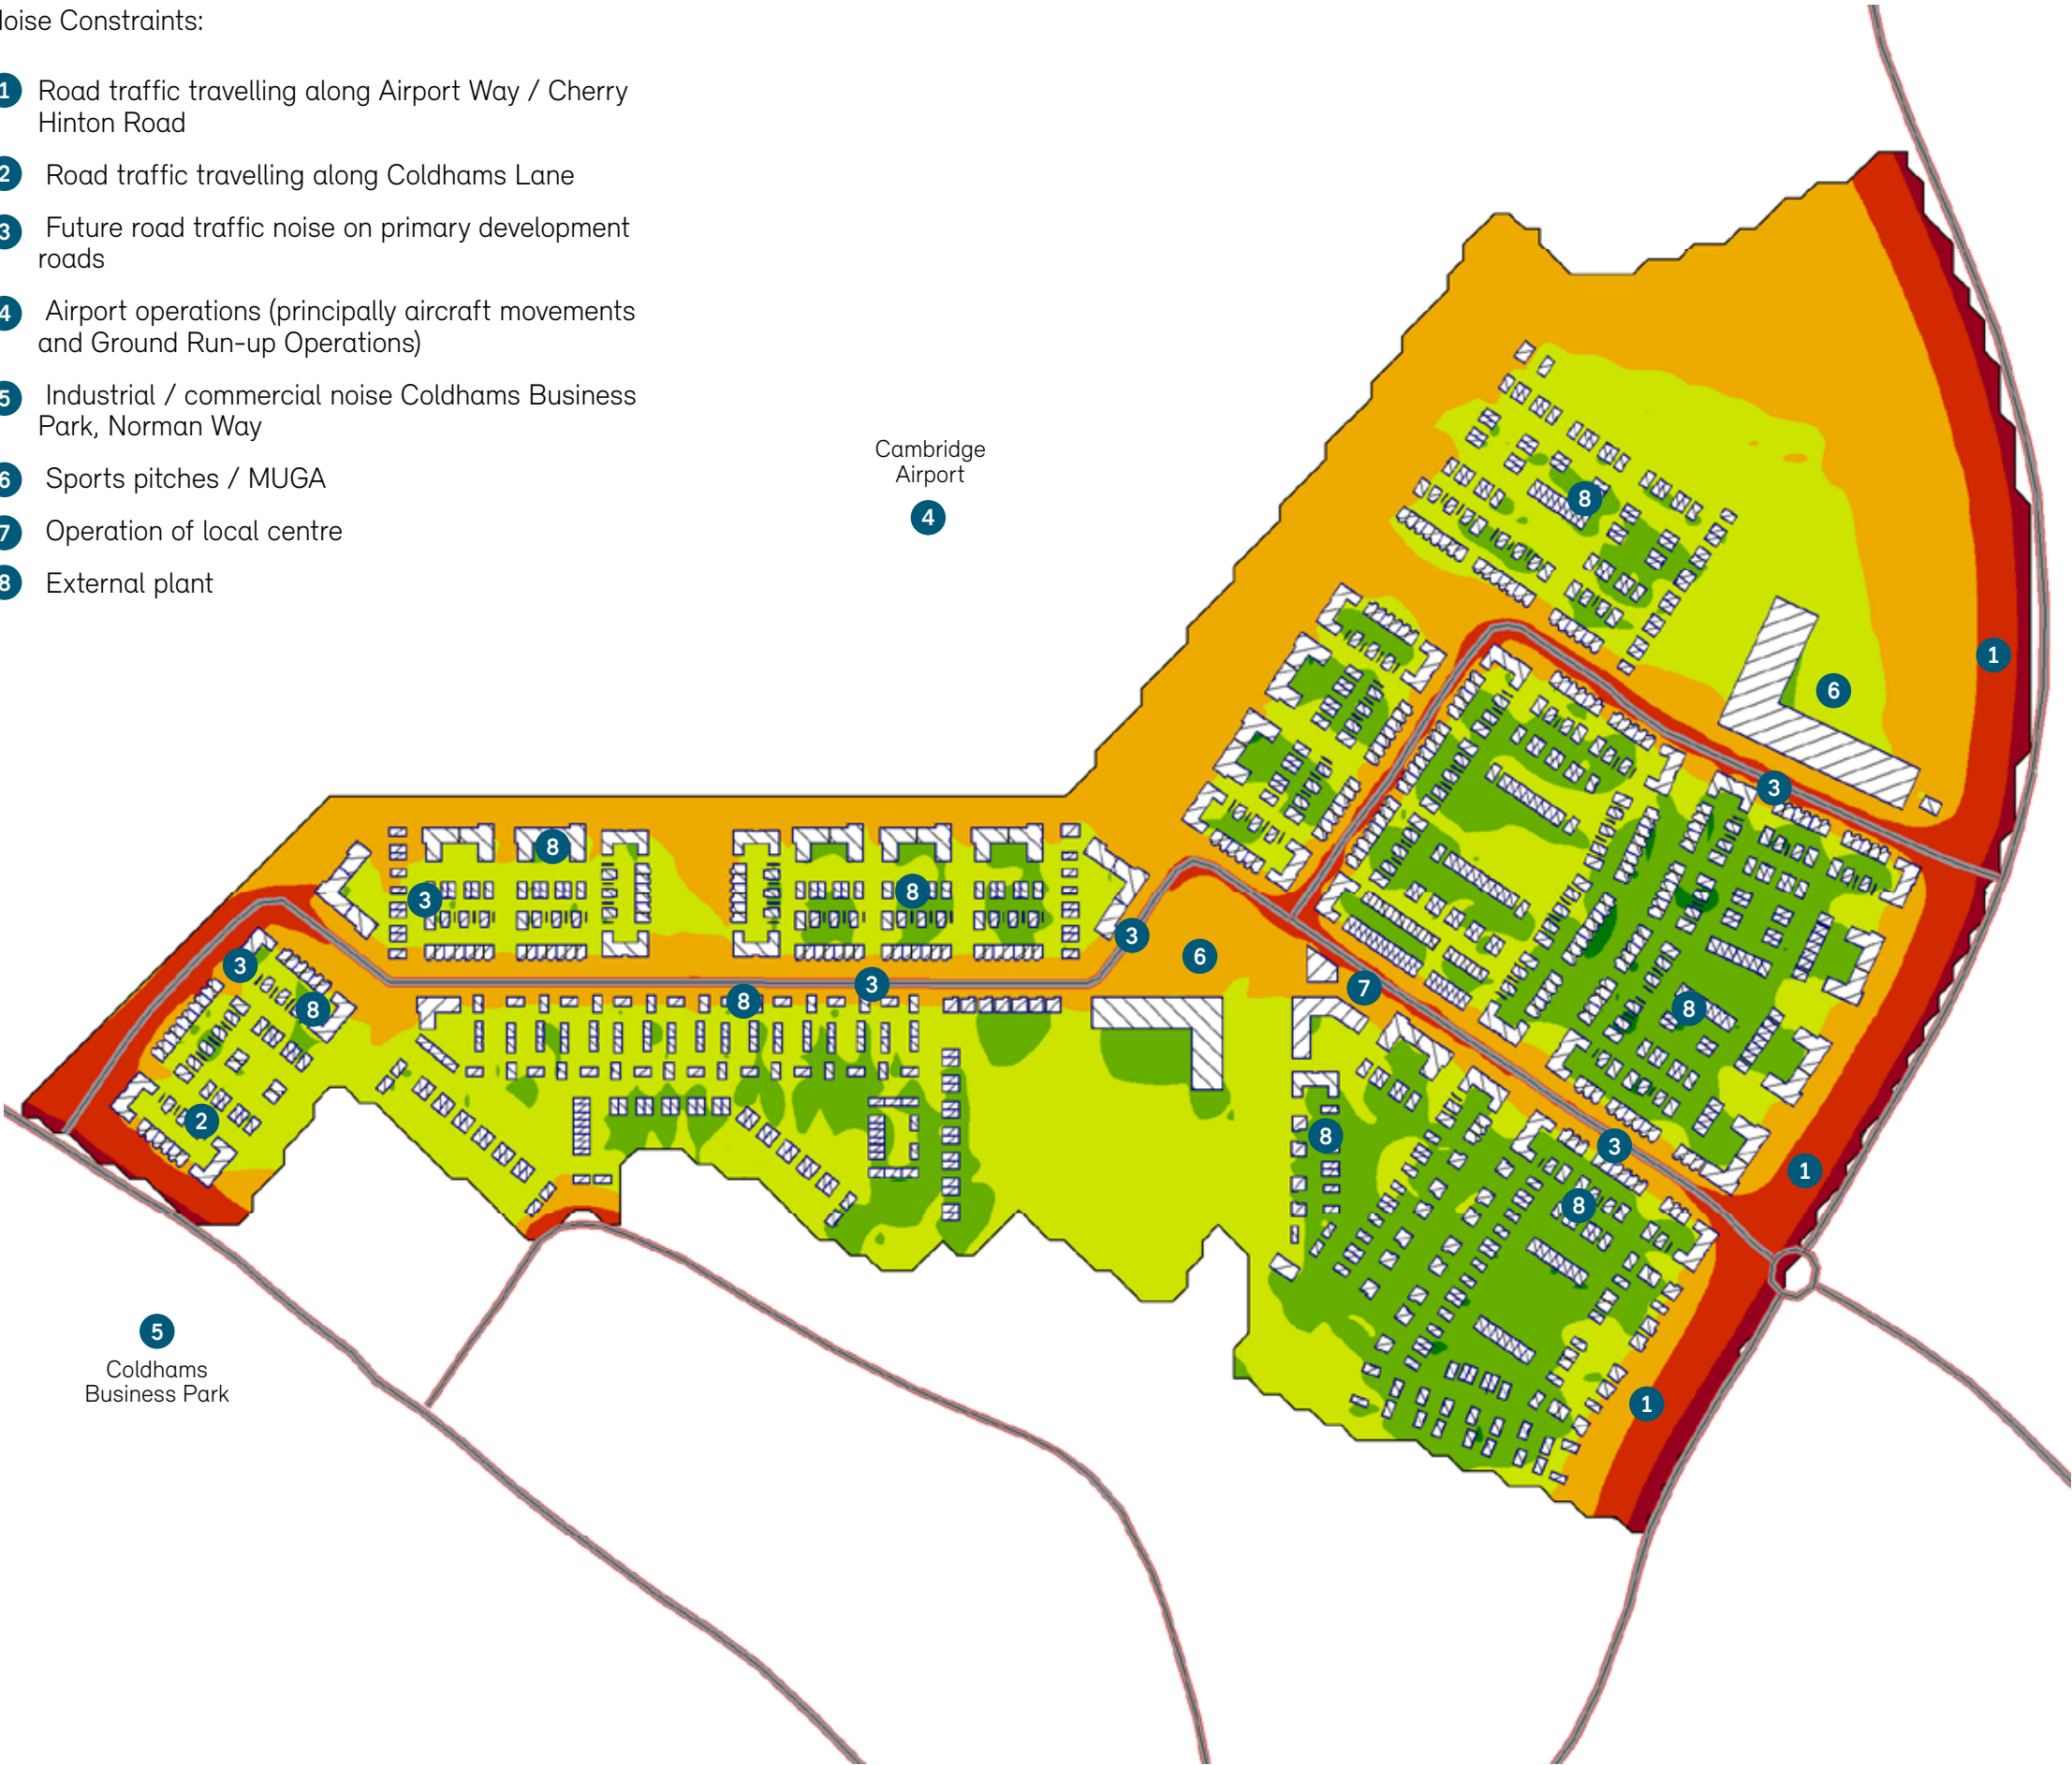 oise Constraints:
1 Road traffic travelling along Airport Way / Cherry
Hinton Road
2 Road traffic travelling along Coldhams Lane
3 Future road traffic noise on primary development
roads
4 Airport operations (principally aircraft movements
and Ground Run-up Operations)
5 Industrial / commercial noise Coldhams Business
Park, Norman Way
6 Sports pitches / MUGA
7 Operation of local centre
8 External plant
Cambridge
Airport
4
8
1
6
3
8
3
8
3
6
3
8
7
8
3
8
2
8
3
1
8
5
Coldhams
Business Park
1